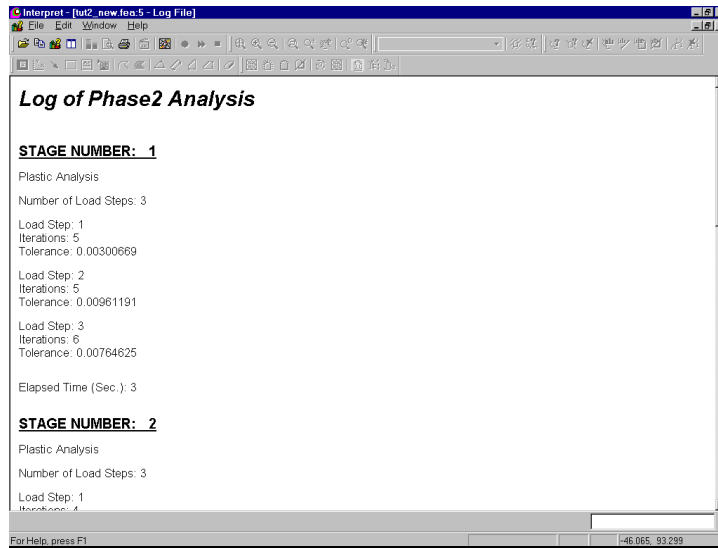 Interpret - [tut2_new.fea:5 - Log File]
File Edit Window Help
Log of Phase2 Analysis
STAGE NUMBER: 1
Plastic Analysis
Number of Load Steps: 3
Load Step: 1
Iterations: 5
Tolerance: 0.00300669
Load Step: 2
Iterations: 5
Tolerance: 0.00961191
Load Step: 3
Iterations: 6
Tolerance: 0.00764625
Elapsed Time (Sec.): 3
STAGE NUMBER: 2
Plastic Analysis
Number of Load Steps: 3
Load Step: 1
Iterations: 4
For Help, press F1
-46.065, 93.299